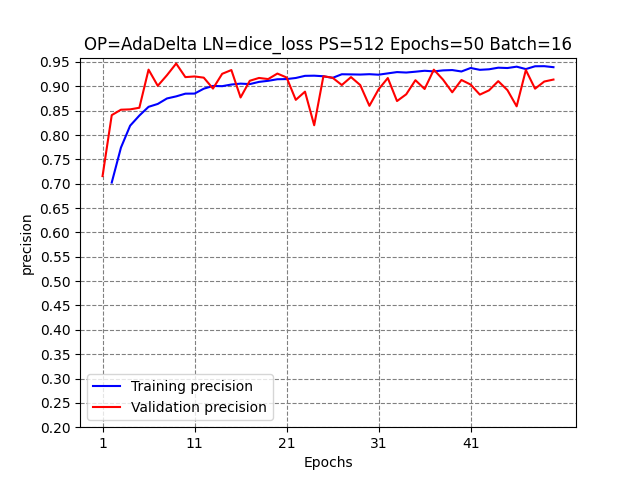 OP=AdaDelta LN=dice_loss PS=512 Epochs=50 Batch=16
0.95
0.90
0.85
0.80
0.75
0.70
0.65
0.60
0.55
0.50
0.45
0.40
0.35
0.30
0.25
0.20
precision
Training precision
Validation precision
1 11 21 31 41
Epochs